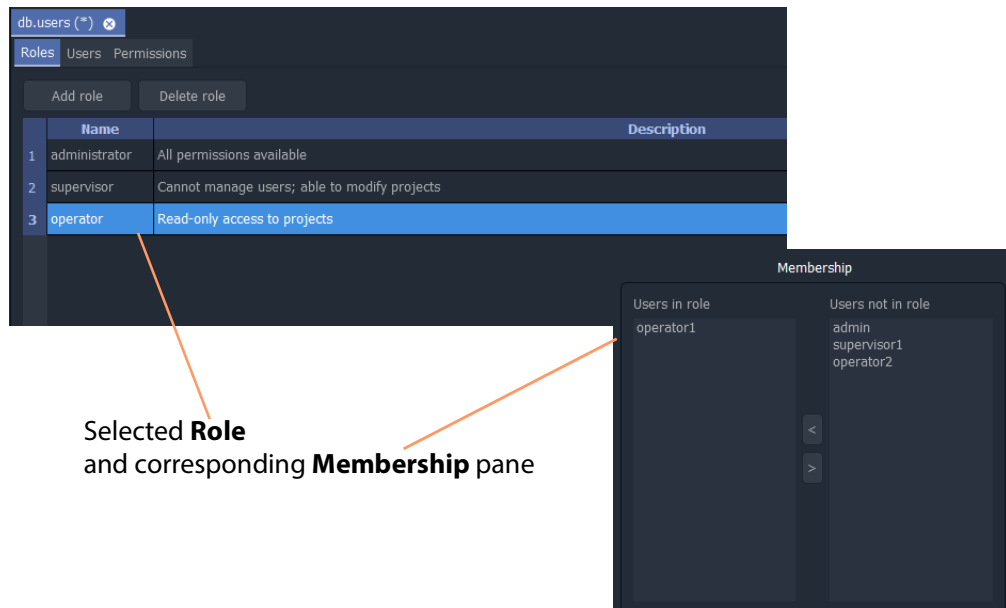 db.users (*)
Roles Users Permissions
Add role Delete role
Name Description
1 administrator All permissions available
2 supervisor Cannot manage users; able to modify projects
3 operator Read-only access to projects
Membership
Users in role Users not in role
operator1 admin
supervisor1
operator2
<
>
Selected Role
and corresponding Membership pane